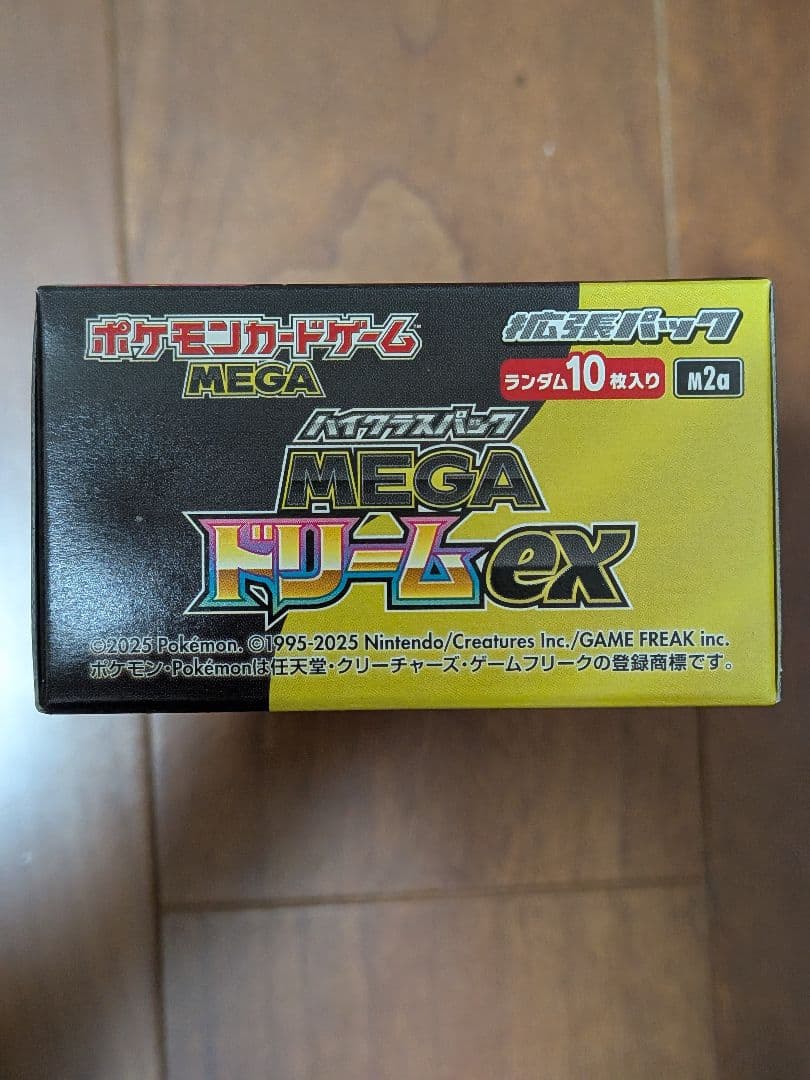 ポケモンカードゲーム™
MEGA
拡張パック
ランダム10枚入り
M2a
ハイクラスパック
MEGA
ドリームex
©2025 Pokémon. ©1995-2025 Nintendo/Creatures Inc./GAME FREAK inc.
ポケモン・Pokémonは任天堂・クリーチャーズ・ゲームフリークの登録商標です。